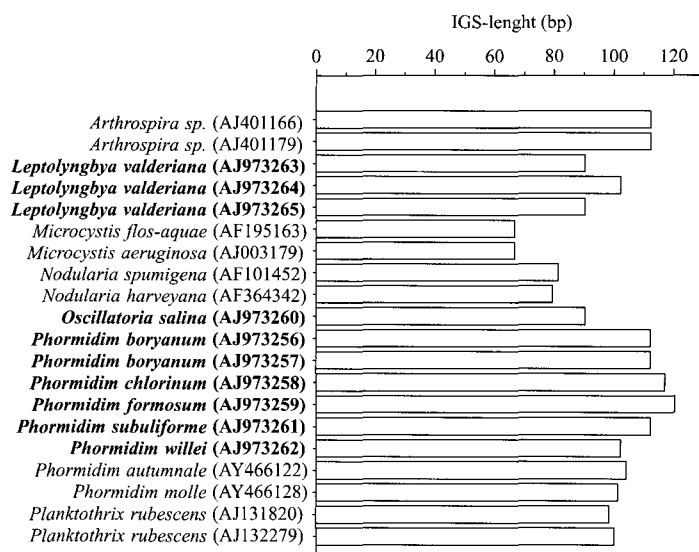 IGS-lenght (bp)
0 20 40 60 80 100 120
Arthrospira sp. (AJ401166)
Arthrospira sp. (AJ401179)
Leptolyngbya valderiana (AJ973263)
Leptolyngbya valderiana (AJ973264)
Leptolyngbya valderiana (AJ973265)
Microcystis flos-aquae (AF195163)
Microcystis aeruginosa (AJ003179)
Nodularia spumigena (AF101452)
Nodularia harveyana (AF364342)
Oscillatoria salina (AJ973260)
Phormidim boryanum (AJ973256)
Phormidim boryanum (AJ973257)
Phormidim chlorinum (AJ973258)
Phormidim formosum (AJ973259)
Phormidim subuliforme (AJ973261)
Phormidim willei (AJ973262)
Phormidim autumnale (AY466122)
Phormidim molle (AY466128)
Planktothrix rubescens (AJ131820)
Planktothrix rubescens (AJ132279)